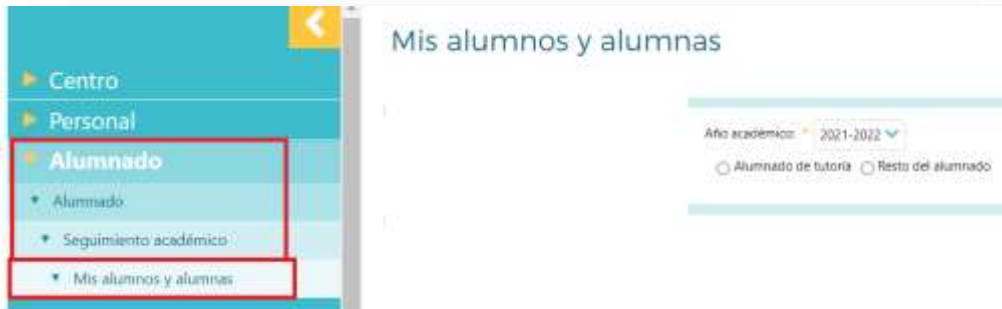 Mis alumnos y alumnas
Centro
Personal
Alumnado
Alumnado
Seguimiento académico
Mis alumnos y alumnas
Año académico: * 2021-2022
Alumnado de tutoría Resto del alumnado